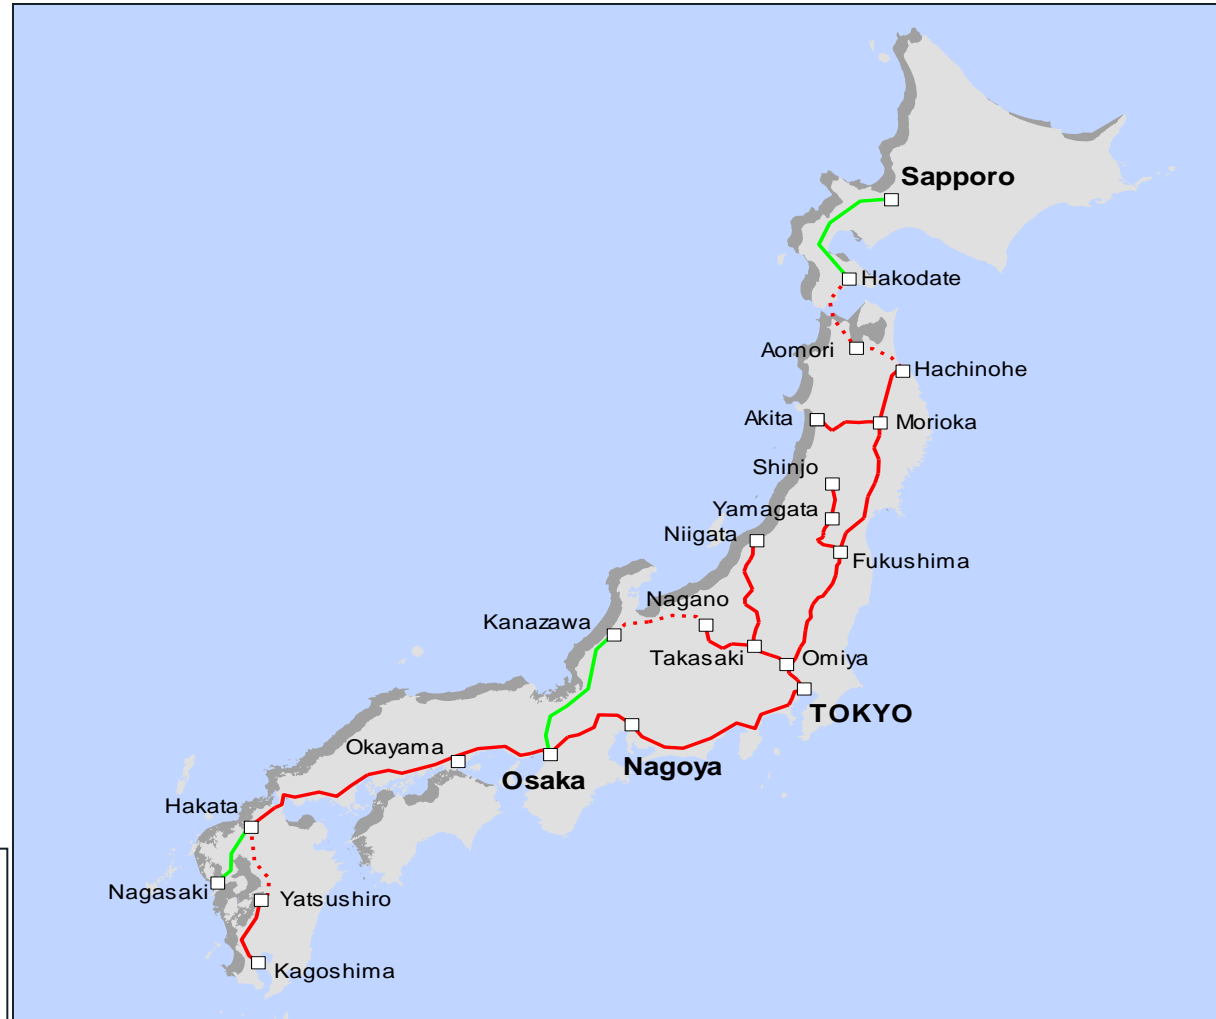 Sapporo
Hakodate
Aomori
Hachinohe
Akita
Morioka
Shinjo
Yamagata
Niigata
Fukushima
Nagano
Kanazawa
Takasaki
Omiya
TOKYO
Okayama
Osaka
Nagoya
Hakata
Nagasaki
Yatsushiro
Kagoshima